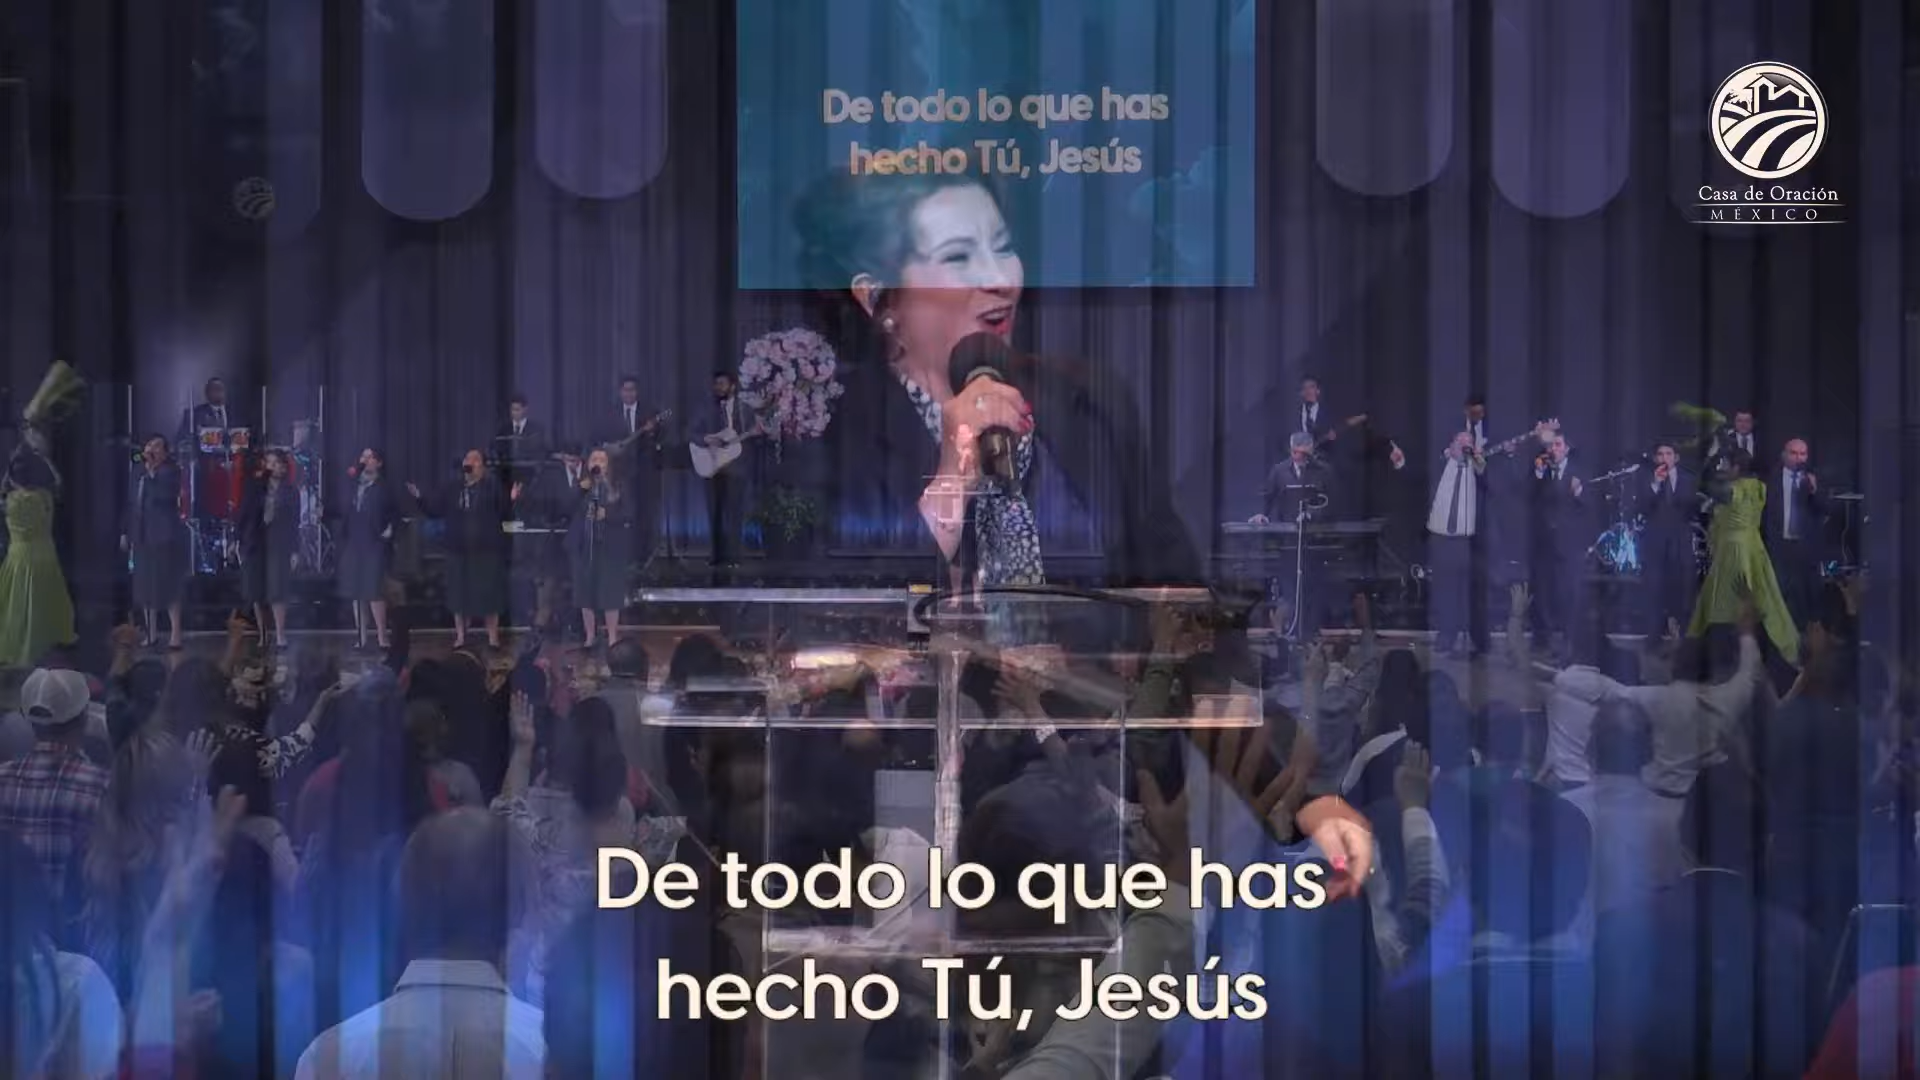 De todo lo que has
hecho Tú, Jesús
Casa de Oración
MÉXICO
De todo lo que has
hecho Tú, Jesús